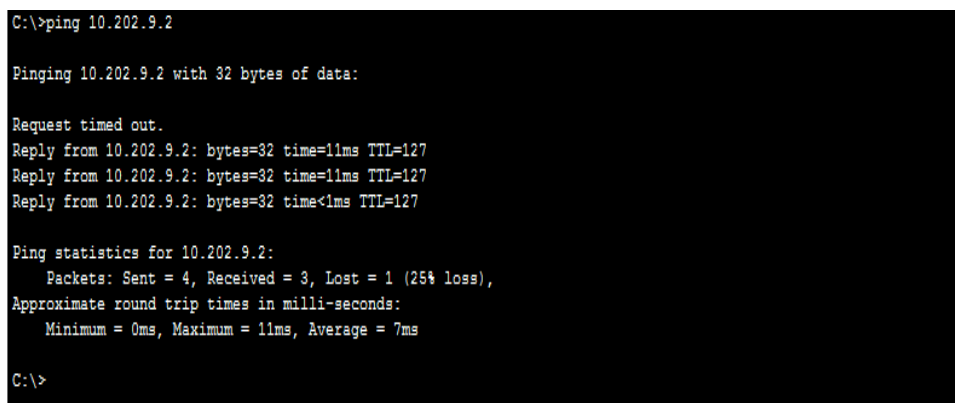 C:\>ping 10.202.9.2
Pinging 10.202.9.2 with 32 bytes of data:
Request timed out.
Reply from 10.202.9.2: bytes=32 time=11ms TTL=127
Reply from 10.202.9.2: bytes=32 time=11ms TTL=127
Reply from 10.202.9.2: bytes=32 time<1ms TTL=127
Ping statistics for 10.202.9.2:
Packets: Sent = 4, Received = 3, Lost = 1 (25% loss),
Approximate round trip times in milli-seconds:
Minimum = 0ms, Maximum = 11ms, Average = 7ms
C:\>